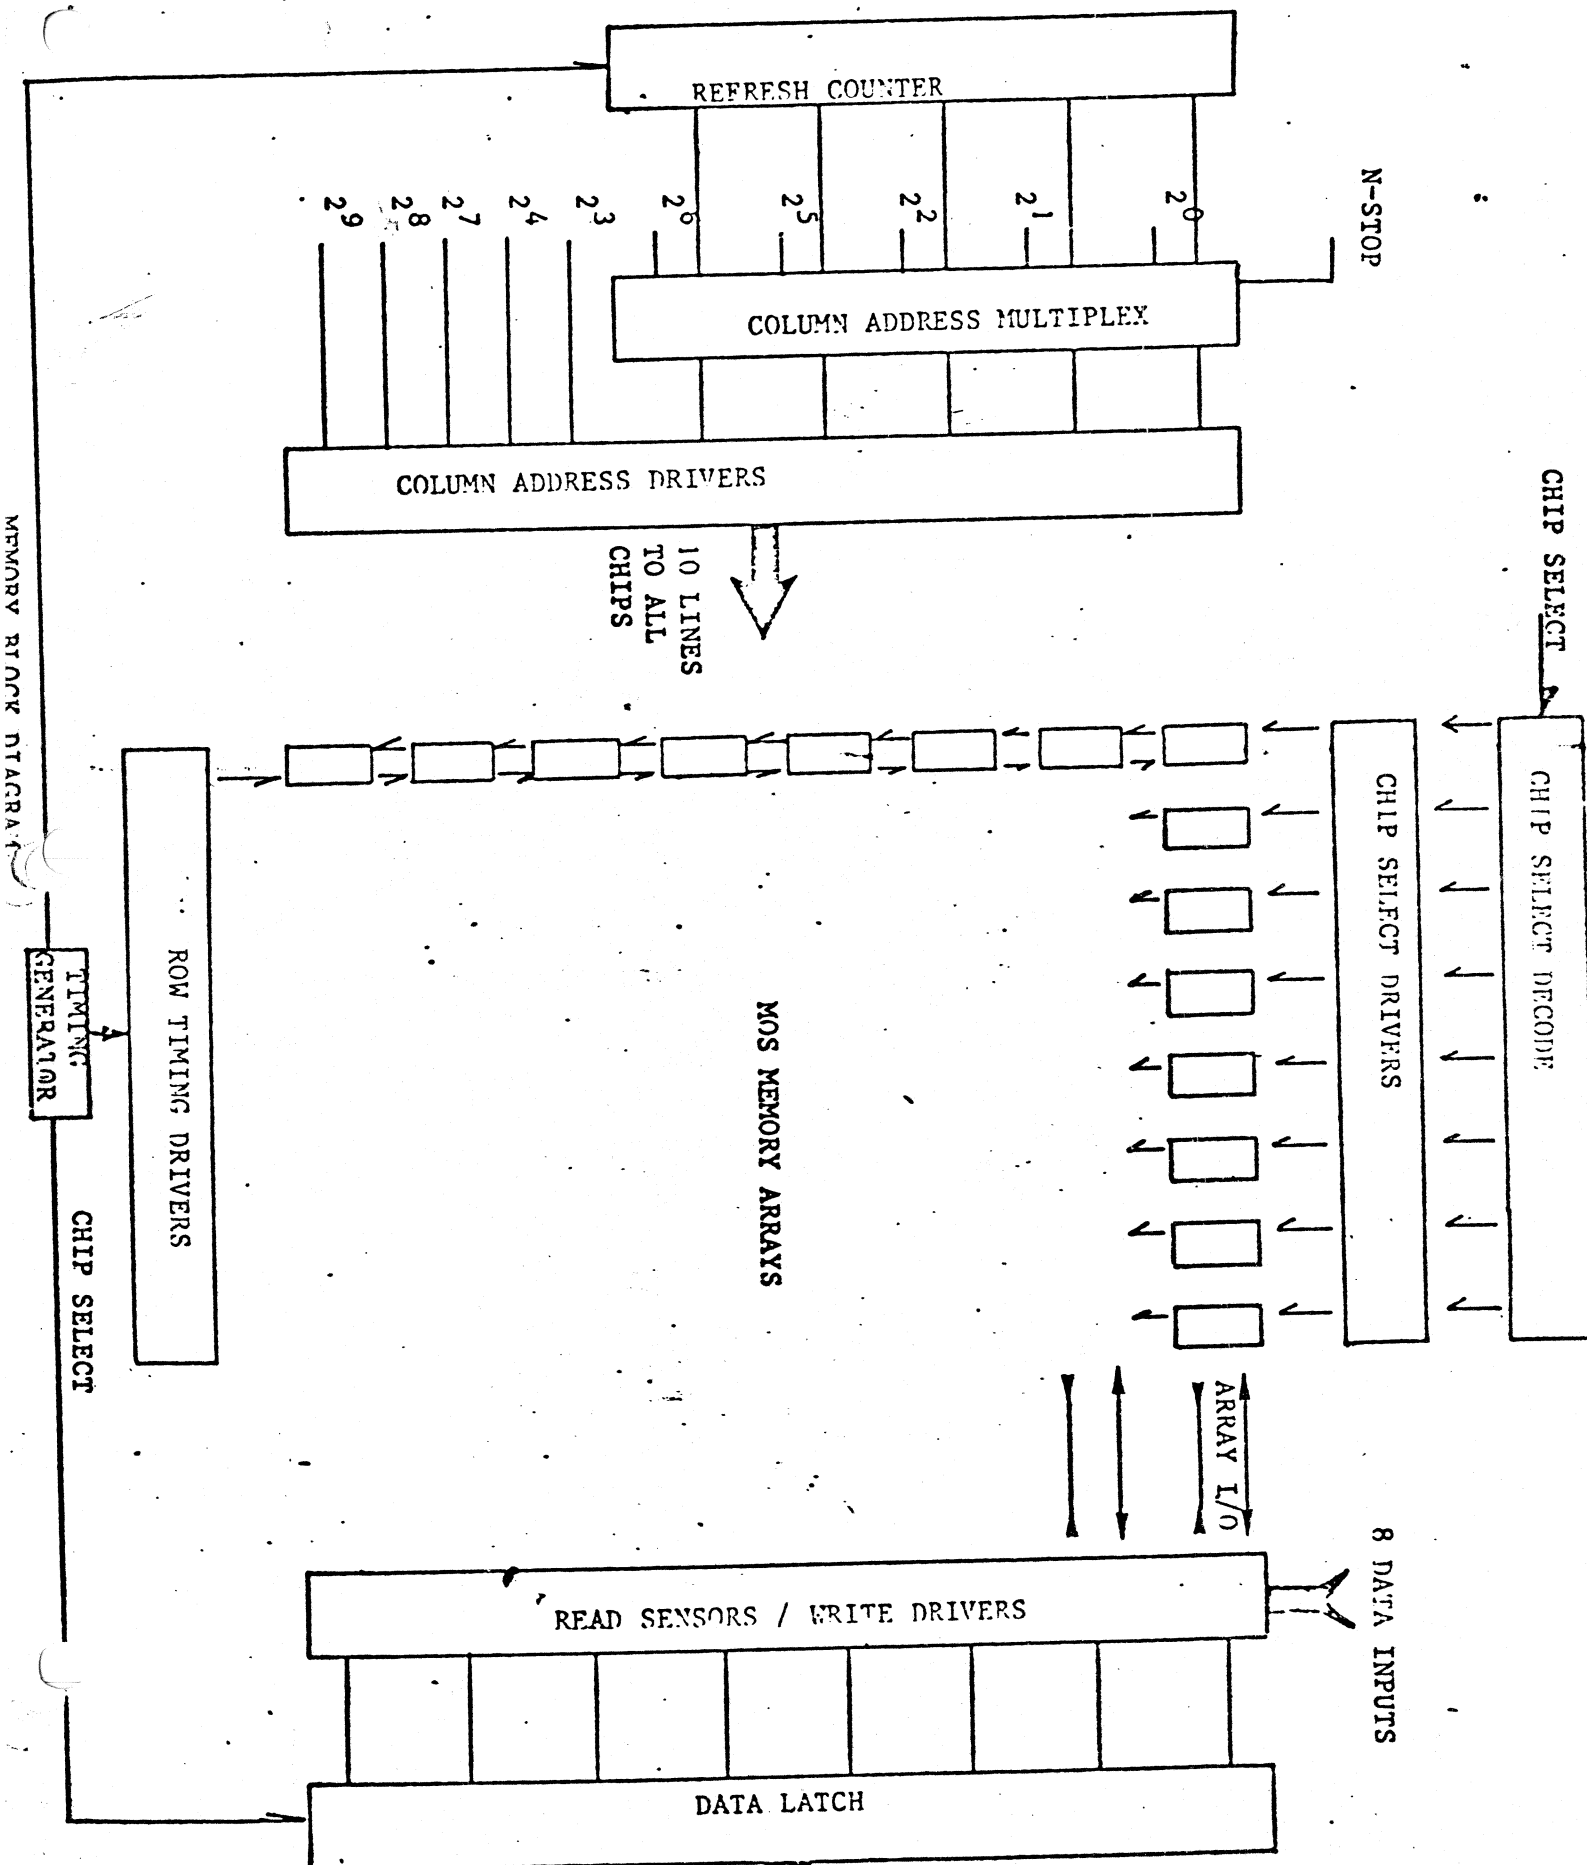 REFRESH COUNTER
N-STOP
2^9
2^8
2^7
2^4
2^3
2^6
2^5
2^2
2^1
2^0
COLUMN ADDRESS MULTIPLEX
COLUMN ADDRESS DRIVERS
10 LINES
TO ALL
CHIPS
CHIP SELECT
CHIP SELECT DECODE
CHIP SELECT DRIVERS
MOS MEMORY ARRAYS
ROW TIMING DRIVERS
TIMING
GENERATOR
CHIP SELECT
ARRAY I/O
8 DATA INPUTS
READ SENSORS / WRITE DRIVERS
DATA LATCH
MEMORY BLOCK DIAGRAM